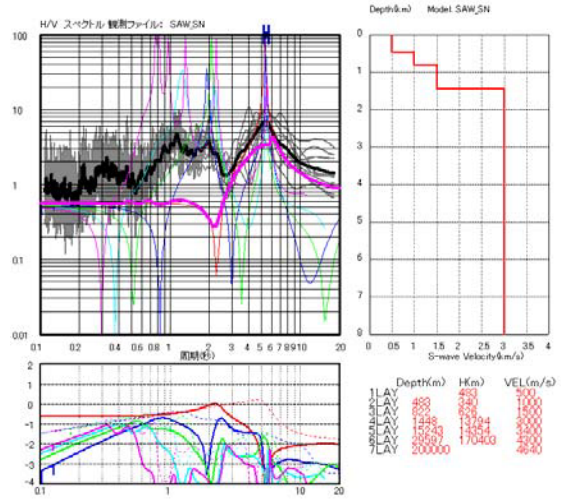 H/V スペクトル 観測ファイル: SAW_SN
100
10
1
0.1
0.01
0.1 0.2 0.4 0.6 0.8 1 2 3 4 5 6 7 8 9 10 20
周期(秒)
2
1
0
-1
-2
-3
-4
0.1 1 10 20
Depth(km) Model: SAW_SN
0
1
2
3
4
5
6
7
8
0 0.5 1 1.5 2 2.5 3 3.5 4
S-wave Velocity(km/s)
Depth(m) H(m) VEL(m/s)
1LAY 483 500
2LAY 483 340 1000
3LAY 822 626 1500
4LAY 1448 13794 3000
5LAY 15243
6LAY 29597 170403
7LAY 200000 4640